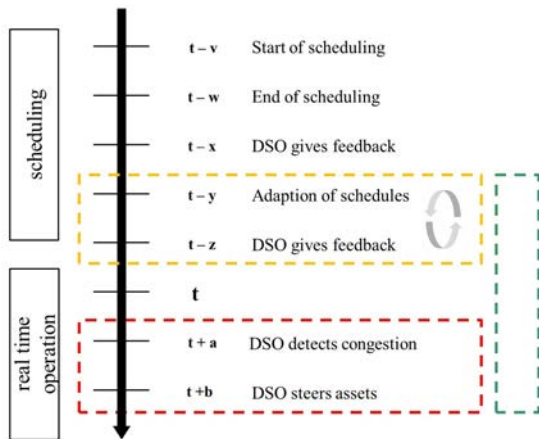 scheduling
t – v Start of scheduling
t – w End of scheduling
t – x DSO gives feedback
t – y Adaption of schedules
t – z DSO gives feedback
real time
operation
t
t + a DSO detects congestion
t +b DSO steers assets